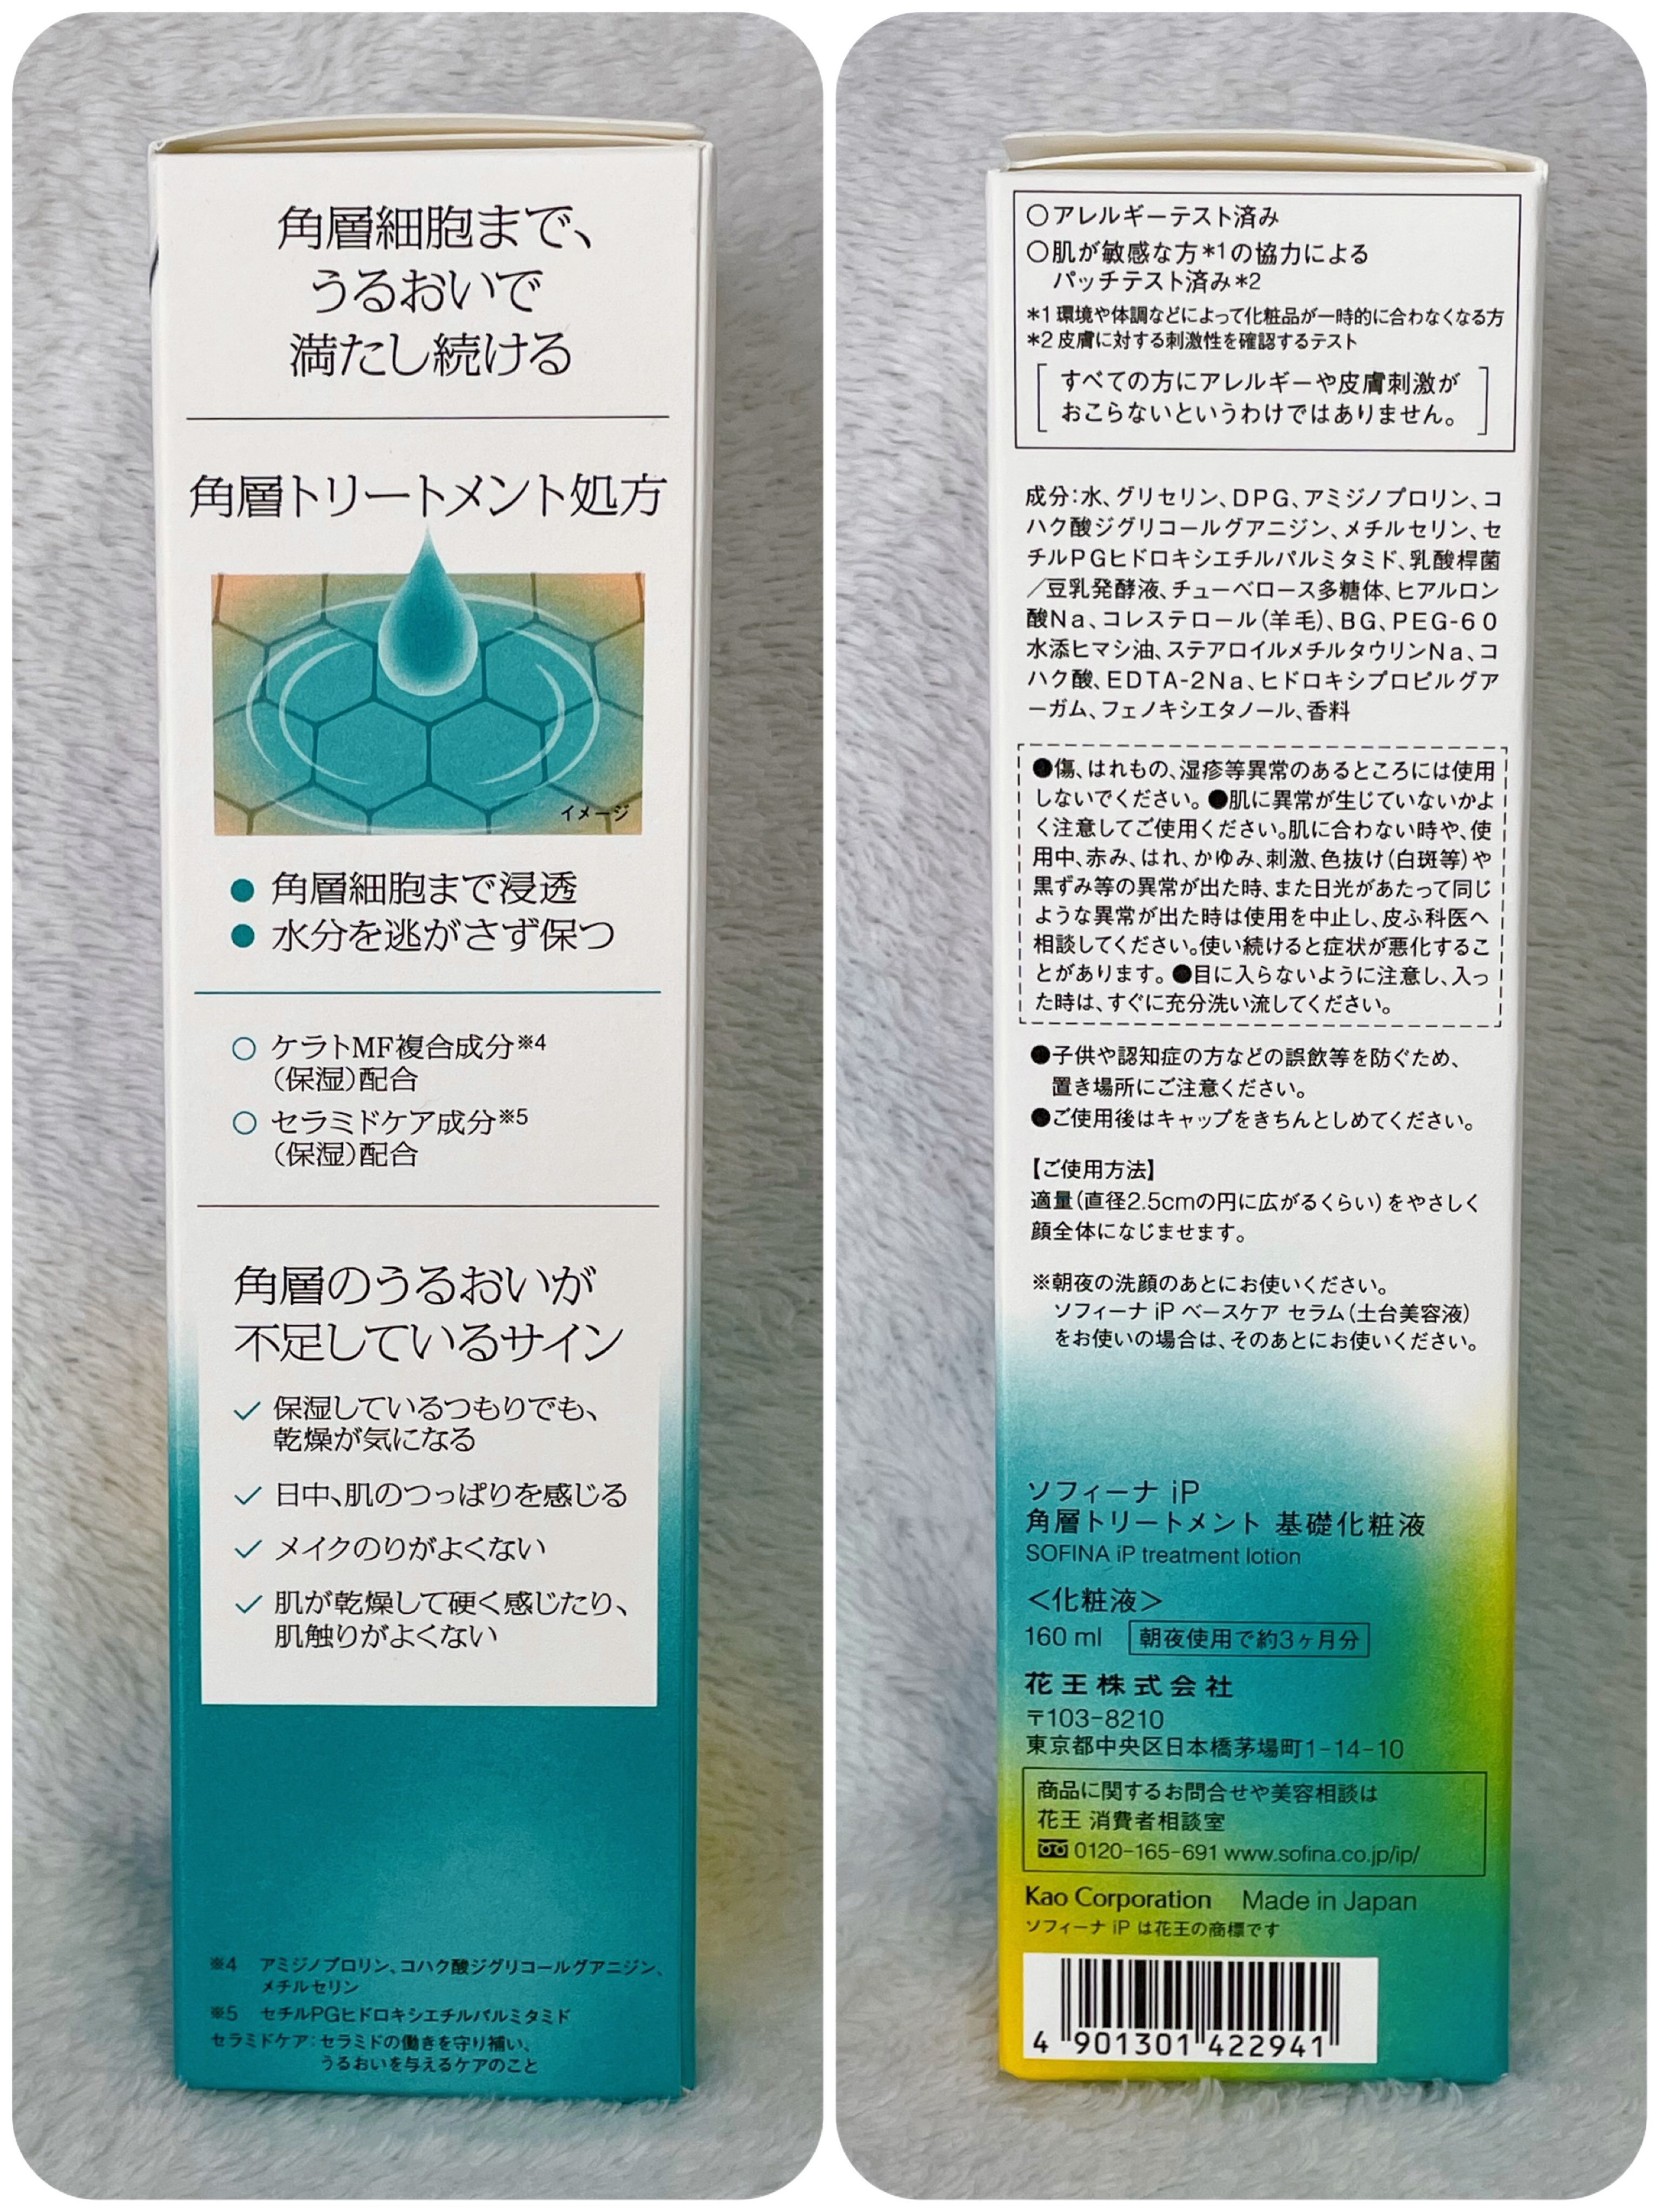 角層細胞まで、
うるおいで
満たし続ける
角層トリートメント処方
イメージ
● 角層細胞まで浸透
● 水分を逃がさず保つ
○ ケラトMF複合成分※4
（保湿）配合
○ セラミドケア成分※5
（保湿）配合
角層のうるおいが
不足しているサイン
✓ 保湿しているつもりでも、
乾燥が気になる
✓ 日中、肌のつっぱりを感じる
✓ メイクのりがよくない
✓ 肌が乾燥して硬く感じたり、
肌触りがよくない
※4 アミジノプロリン、コハク酸ジグリコールグアニジン、
メチルセリン
※5 セチルPGヒドロキシエチルパルミタミド
セラミドケア：セラミドの働きを守り補い、
うるおいを与えるケアのこと
○アレルギーテスト済み
○肌が敏感な方*1の協力による
パッチテスト済み*2
*1 環境や体調などによって化粧品が一時的に合わなくなる方
*2 皮膚に対する刺激性を確認するテスト
すべての方にアレルギーや皮膚刺激が
おこらないというわけではありません。
成分：水、グリセリン、DPG、アミジノプロリン、コ
ハク酸ジグリコールグアニジン、メチルセリン、セ
チルPGヒドロキシエチルパルミタミド、乳酸桿菌
／豆乳発酵液、チューベロース多糖体、ヒアルロン
酸Na、コレステロール（羊毛）、BG、PEG-60
水添ヒマシ油、ステアロイルメチルタウリンNa、コ
ハク酸、EDTA-2Na、ヒドロキシプロピルグア
ーガム、フェノキシエタノール、香料
●傷、はれもの、湿疹等異常のあるところには使用
しないでください。●肌に異常が生じていないかよ
く注意してご使用ください。肌に合わない時や、使
用中、赤み、はれ、かゆみ、刺激、色抜け（白斑等）や
黒ずみ等の異常が出た時、また日光があたって同じ
ような異常が出た時は使用を中止し、皮ふ科医へ
相談してください。使い続けると症状が悪化するこ
とがあります。●目に入らないように注意し、入っ
た時は、すぐに充分洗い流してください。
●子供や認知症の方などの誤飲等を防ぐため、
置き場所にご注意ください。
●ご使用後はキャップをきちんとしめてください。
【ご使用方法】
適量（直径2.5cmの円に広がるくらい）をやさしく
顔全体になじませます。
※朝夜の洗顔のあとにお使いください。
ソフィーナ iP ベースケア セラム（土台美容液）
をお使いの場合は、そのあとにお使いください。
ソフィーナ iP
角層トリートメント 基礎化粧液
SOFINA iP treatment lotion
＜化粧液＞
160 ml 朝夜使用で約3ヶ月分
花王株式会社
〒103-8210
東京都中央区日本橋茅場町1-14-10
商品に関するお問合せや美容相談は
花王 消費者相談室
0120-165-691 www.sofina.co.jp/ip/
Kao Corporation Made in Japan
ソフィーナ iP は花王の商標です
4 901301 422941